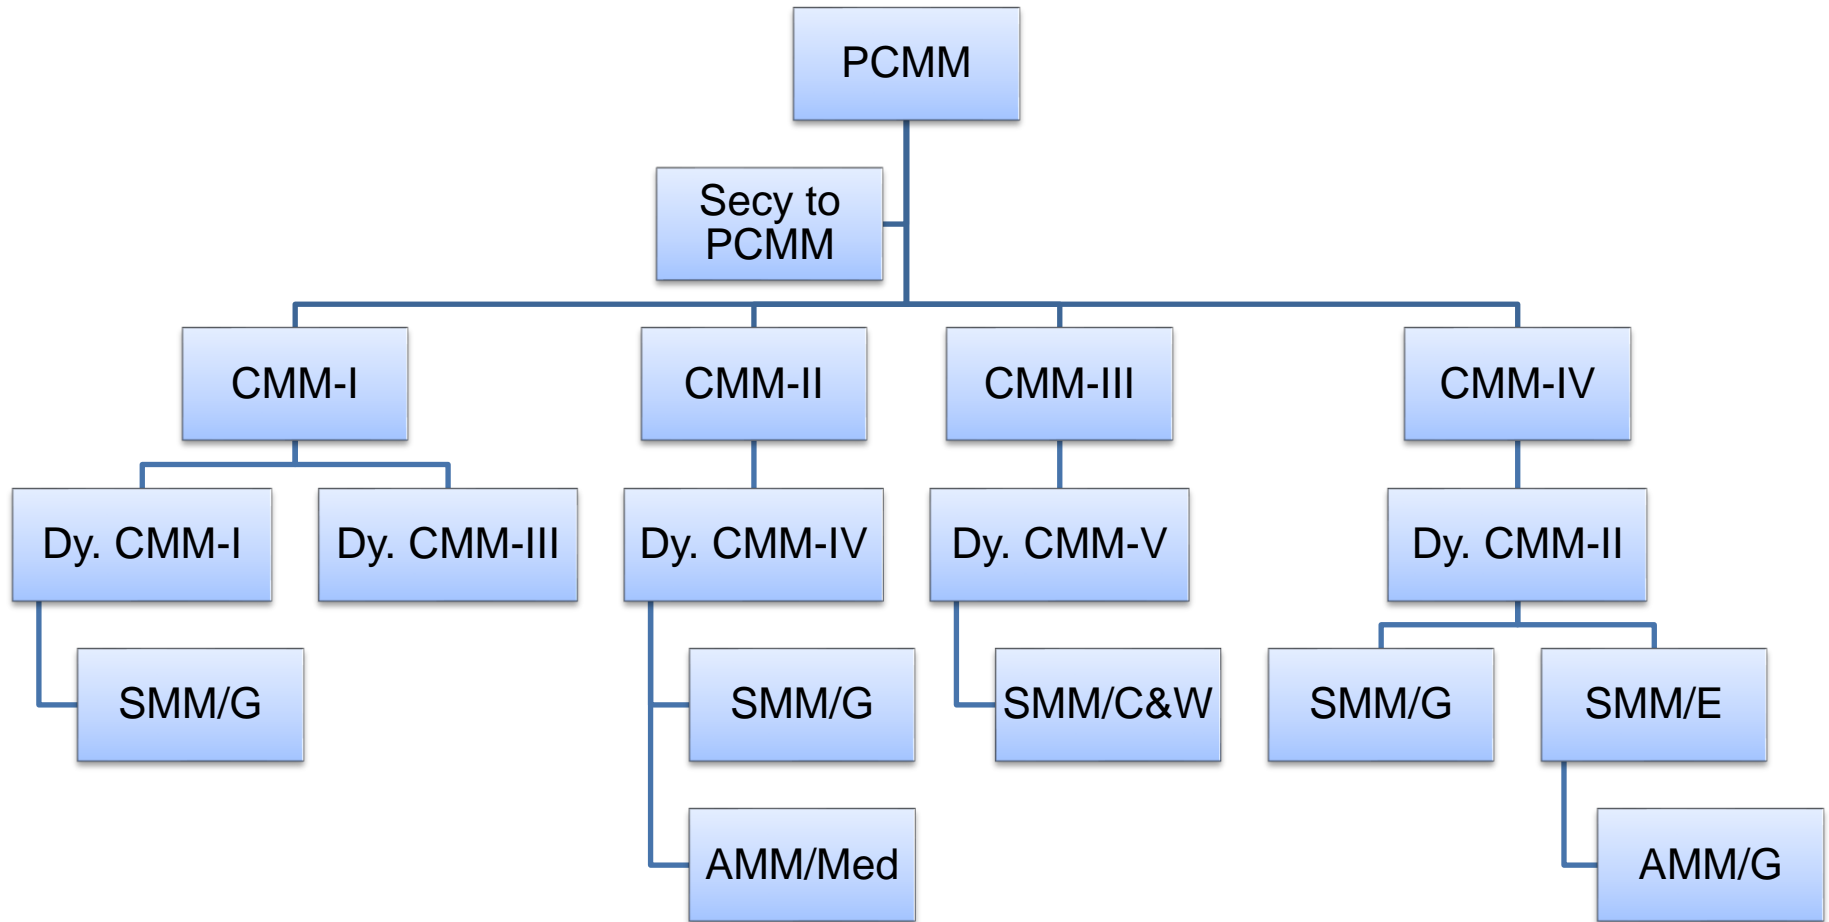 PCMM
Secy to
PCMM
CMM-I
CMM-II
CMM-III
CMM-IV
Dy. CMM-I
Dy. CMM-III
Dy. CMM-IV
Dy. CMM-V
Dy. CMM-II
SMM/G
SMM/G
SMM/C&W
SMM/G
SMM/E
AMM/Med
AMM/G